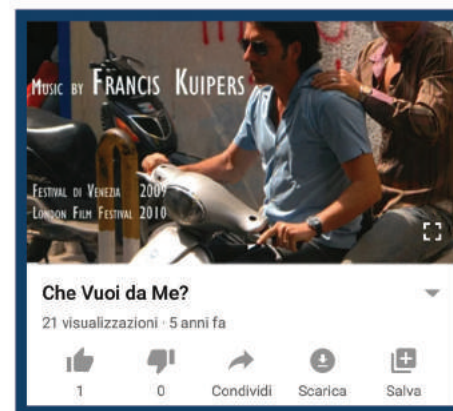 Music by Francis Kuipers
Festival di Venezia 2009
London Film Festival 2010
Che Vuoi da Me?
21 visualizzazioni · 5 anni fa
1 0 Condividi Scarica Salva